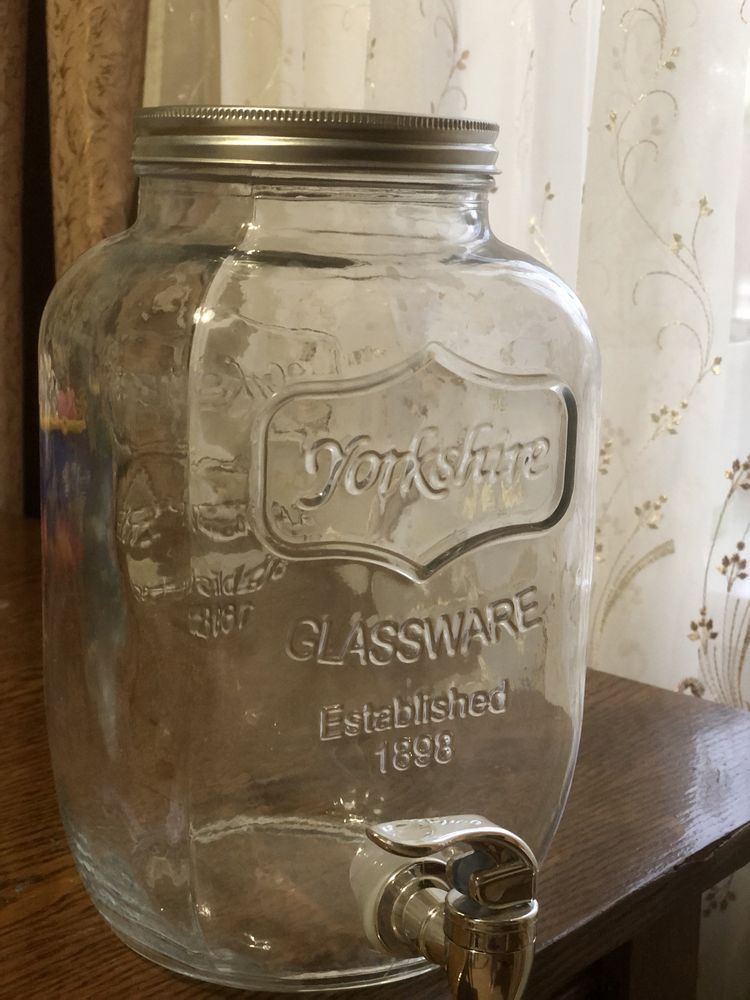 Yorkshire
GLASSWARE
Established
1898